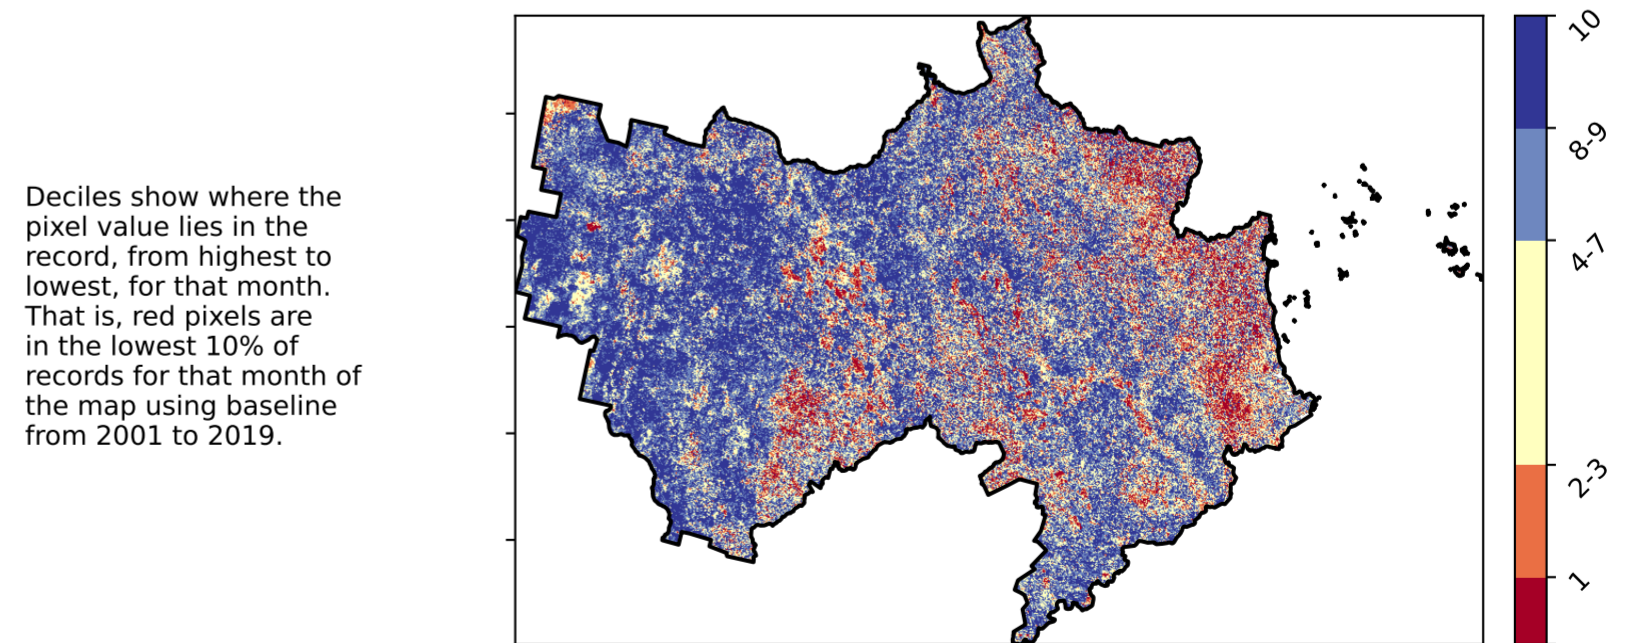 Deciles show where the
pixel value lies in the
record, from highest to
lowest, for that month.
That is, red pixels are
in the lowest 10% of
records for that month of
the map using baseline
from 2001 to 2019.
10
8-9
4-7
2-3
1